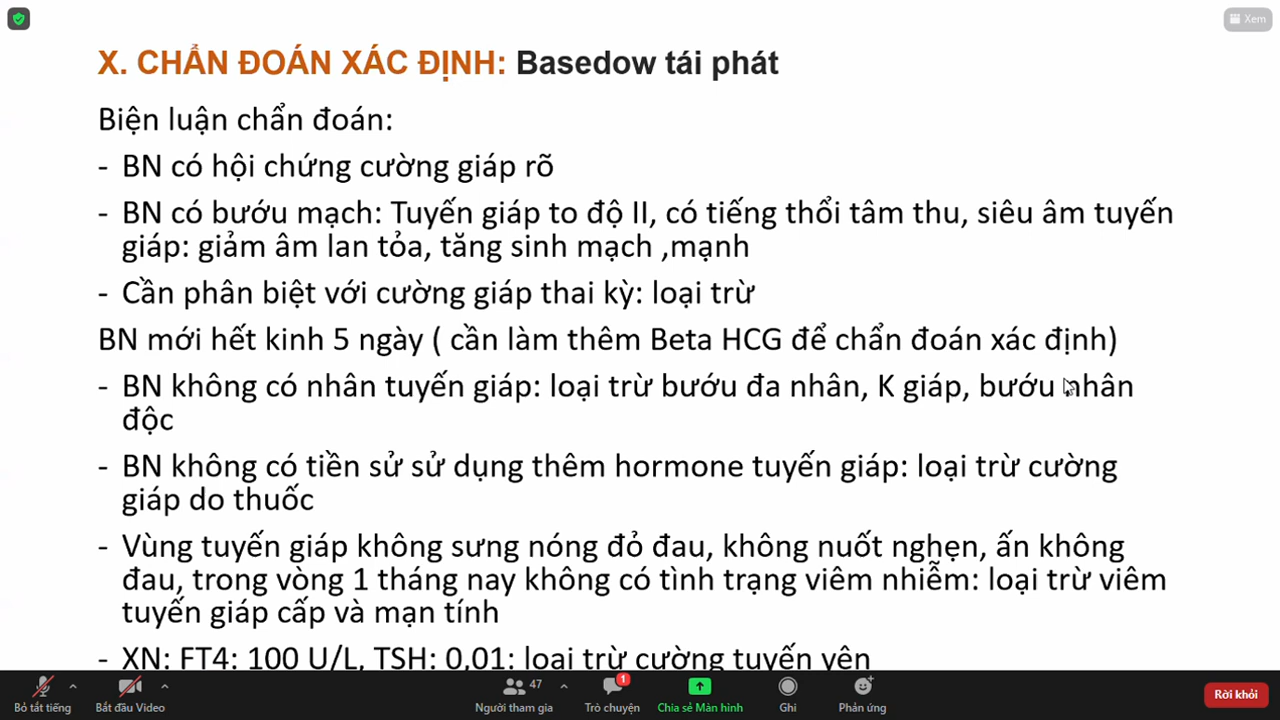 Xem
X. CHẨN ĐOÁN XÁC ĐỊNH: Basedow tái phát
Biện luận chẩn đoán:
- BN có hội chứng cường giáp rõ
- BN có bướu mạch: Tuyến giáp to độ II, có tiếng thổi tâm thu, siêu âm tuyến
giáp: giảm âm lan tỏa, tăng sinh mạch ,mạnh
- Cần phân biệt với cường giáp thai kỳ: loại trừ
BN mới hết kinh 5 ngày ( cần làm thêm Beta HCG để chẩn đoán xác định)
- BN không có nhân tuyến giáp: loại trừ bướu đa nhân, K giáp, bướu nhân
độc
- BN không có tiền sử sử dụng thêm hormone tuyến giáp: loại trừ cường
giáp do thuốc
- Vùng tuyến giáp không sưng nóng đỏ đau, không nuốt nghẹn, ấn không
đau, trong vòng 1 tháng nay không có tình trạng viêm nhiễm: loại trừ viêm
tuyến giáp cấp và mạn tính
- XN: FT4: 100 U/L, TSH: 0,01: loại trừ cường tuyến yên
47
1
Bỏ tắt tiếng
Bắt đầu Video
Người tham gia
Trò chuyện
Chia sẻ Màn hình
Ghi
Phản ứng
Rời khỏi